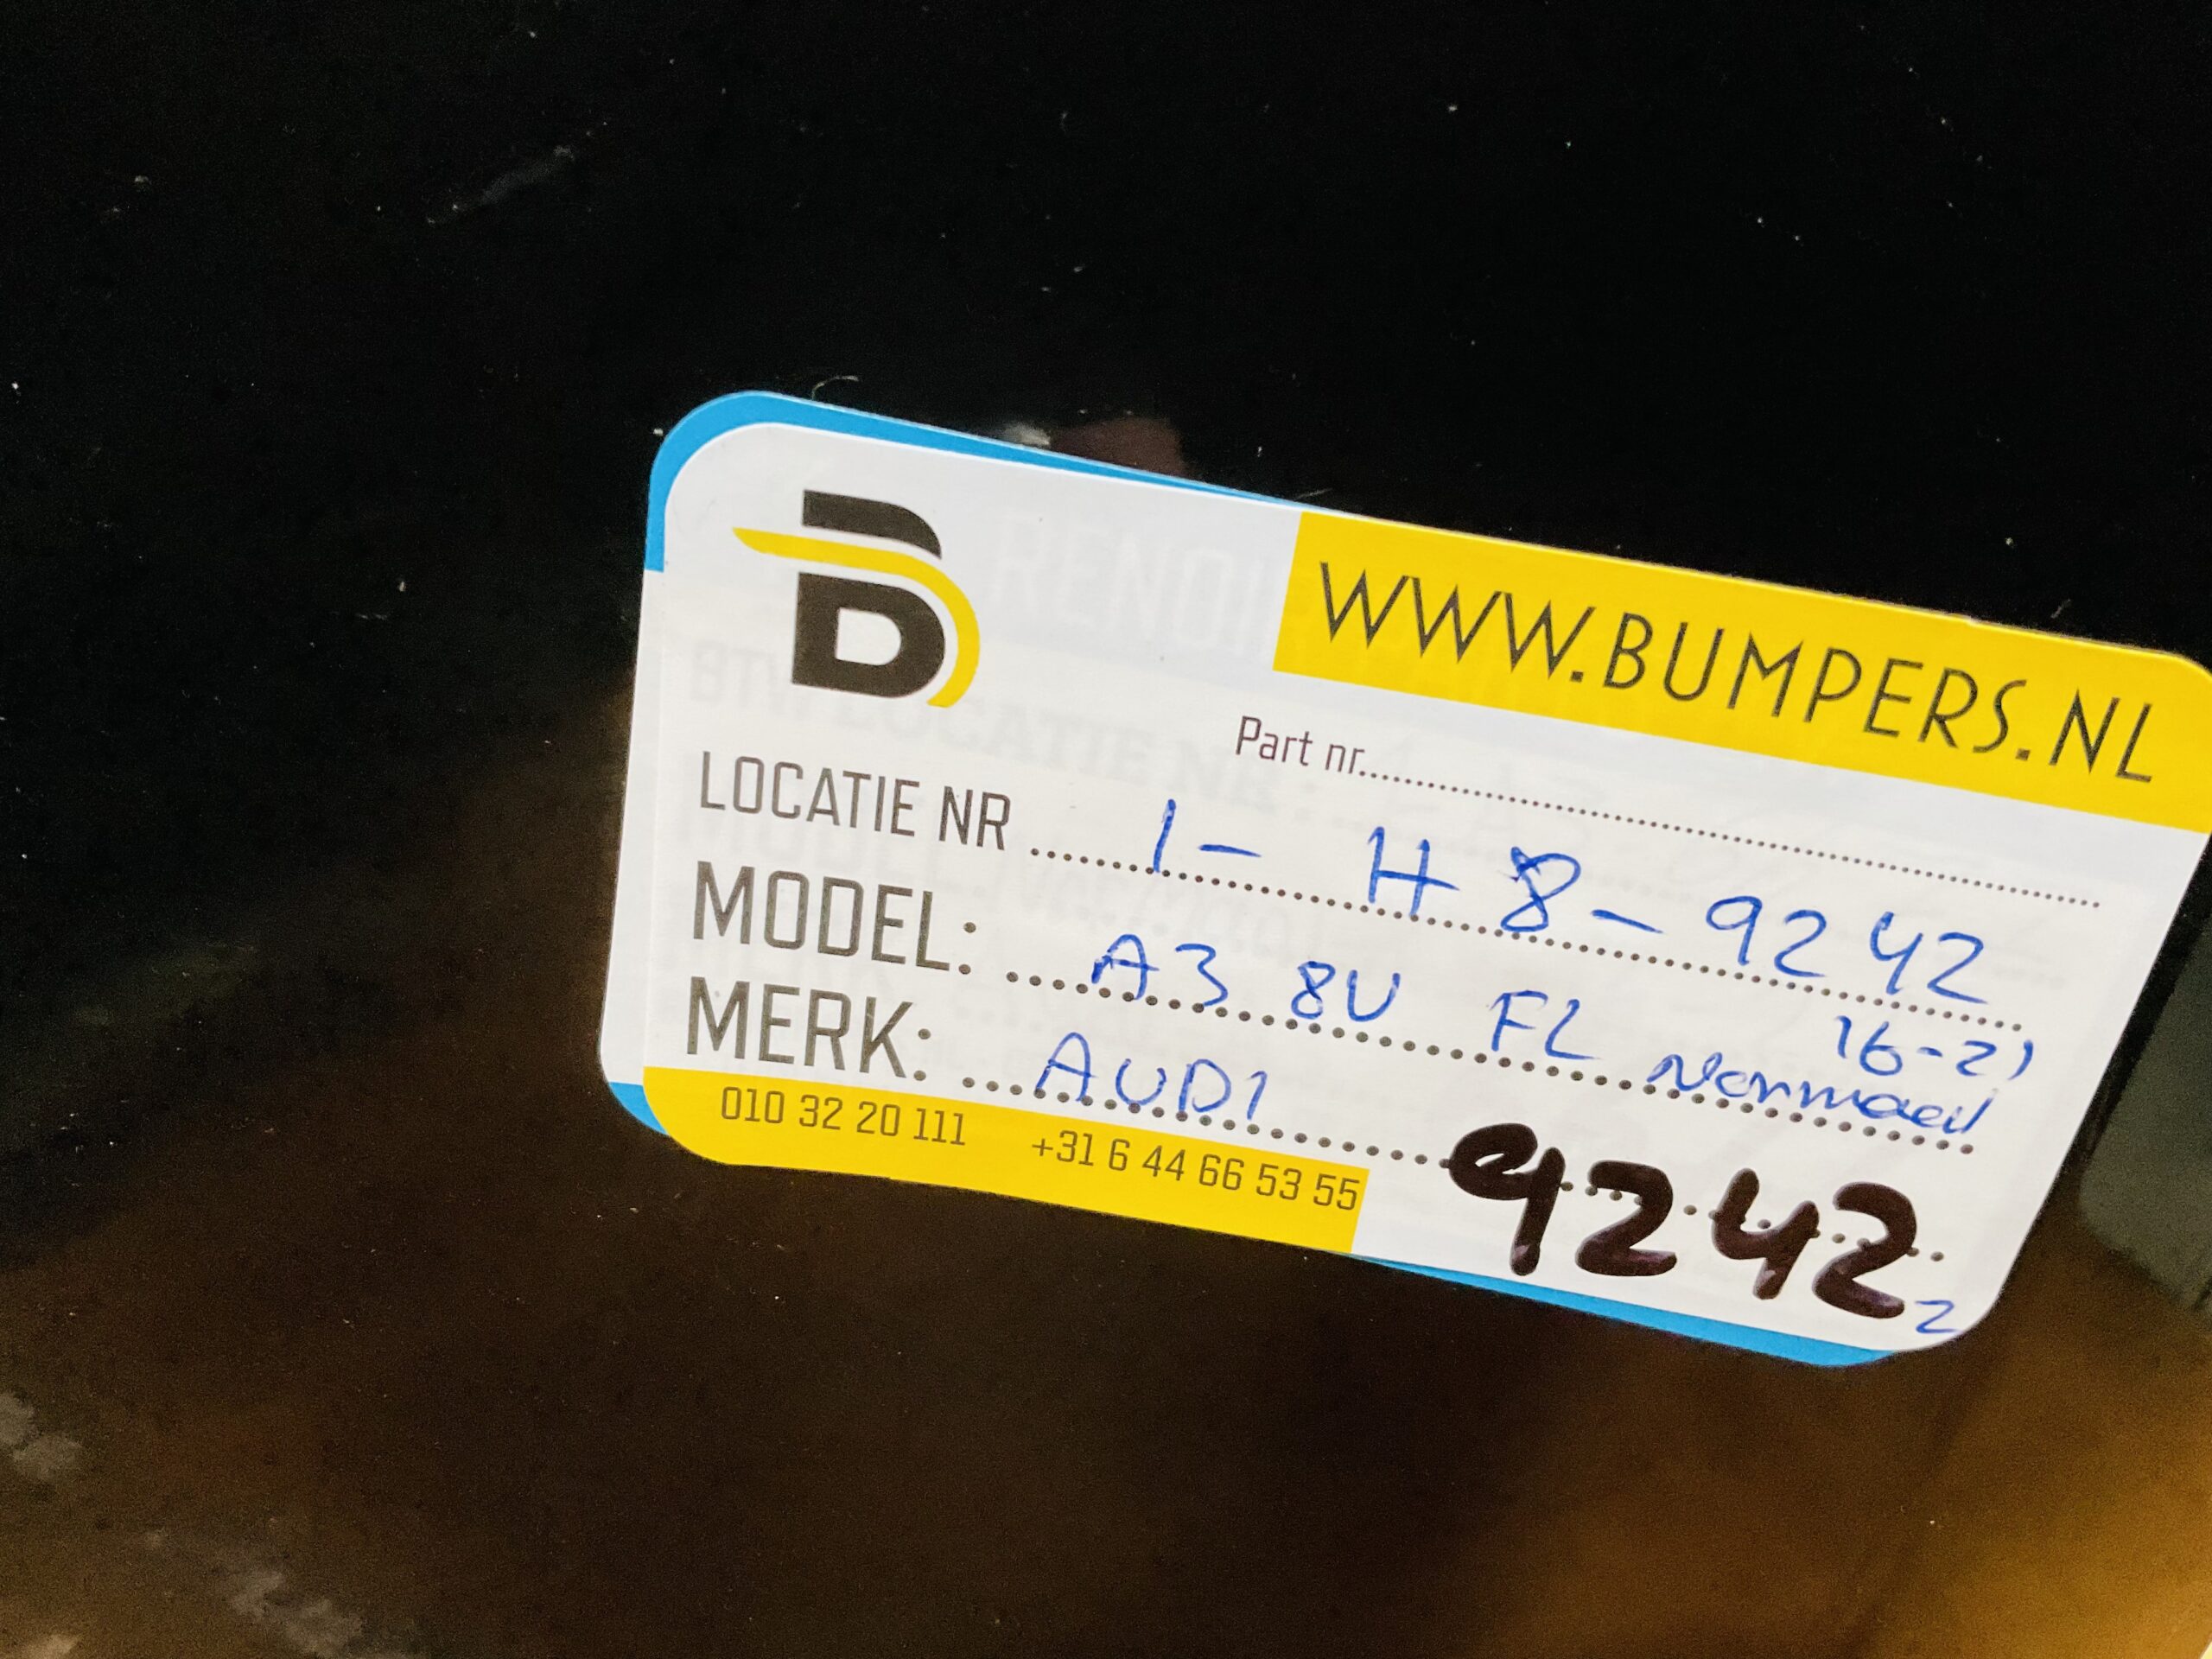 B
WWW.BUMPERS.NL
Part nr..........
LOCATIE NR ...... 1 - H 8 - 9242
MODEL: ... A3 8U FL 16-21
Normaal
MERK: ... AUDI
010 32 20 111 +31 6 44 66 53 55
9242
2